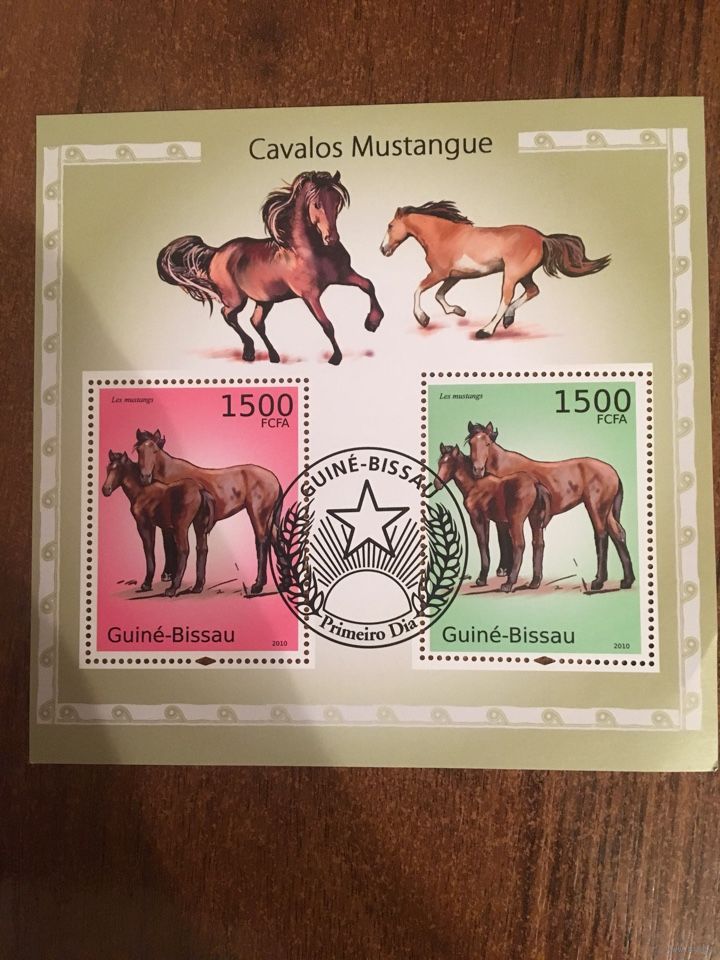 Cavalos Mustangue
Les mustangs
1500
FCFA
Guiné-Bissau
2010
Les mustangs
1500
FCFA
Guiné-Bissau
2010
GUINÉ-BISSAU
Primeiro Dia